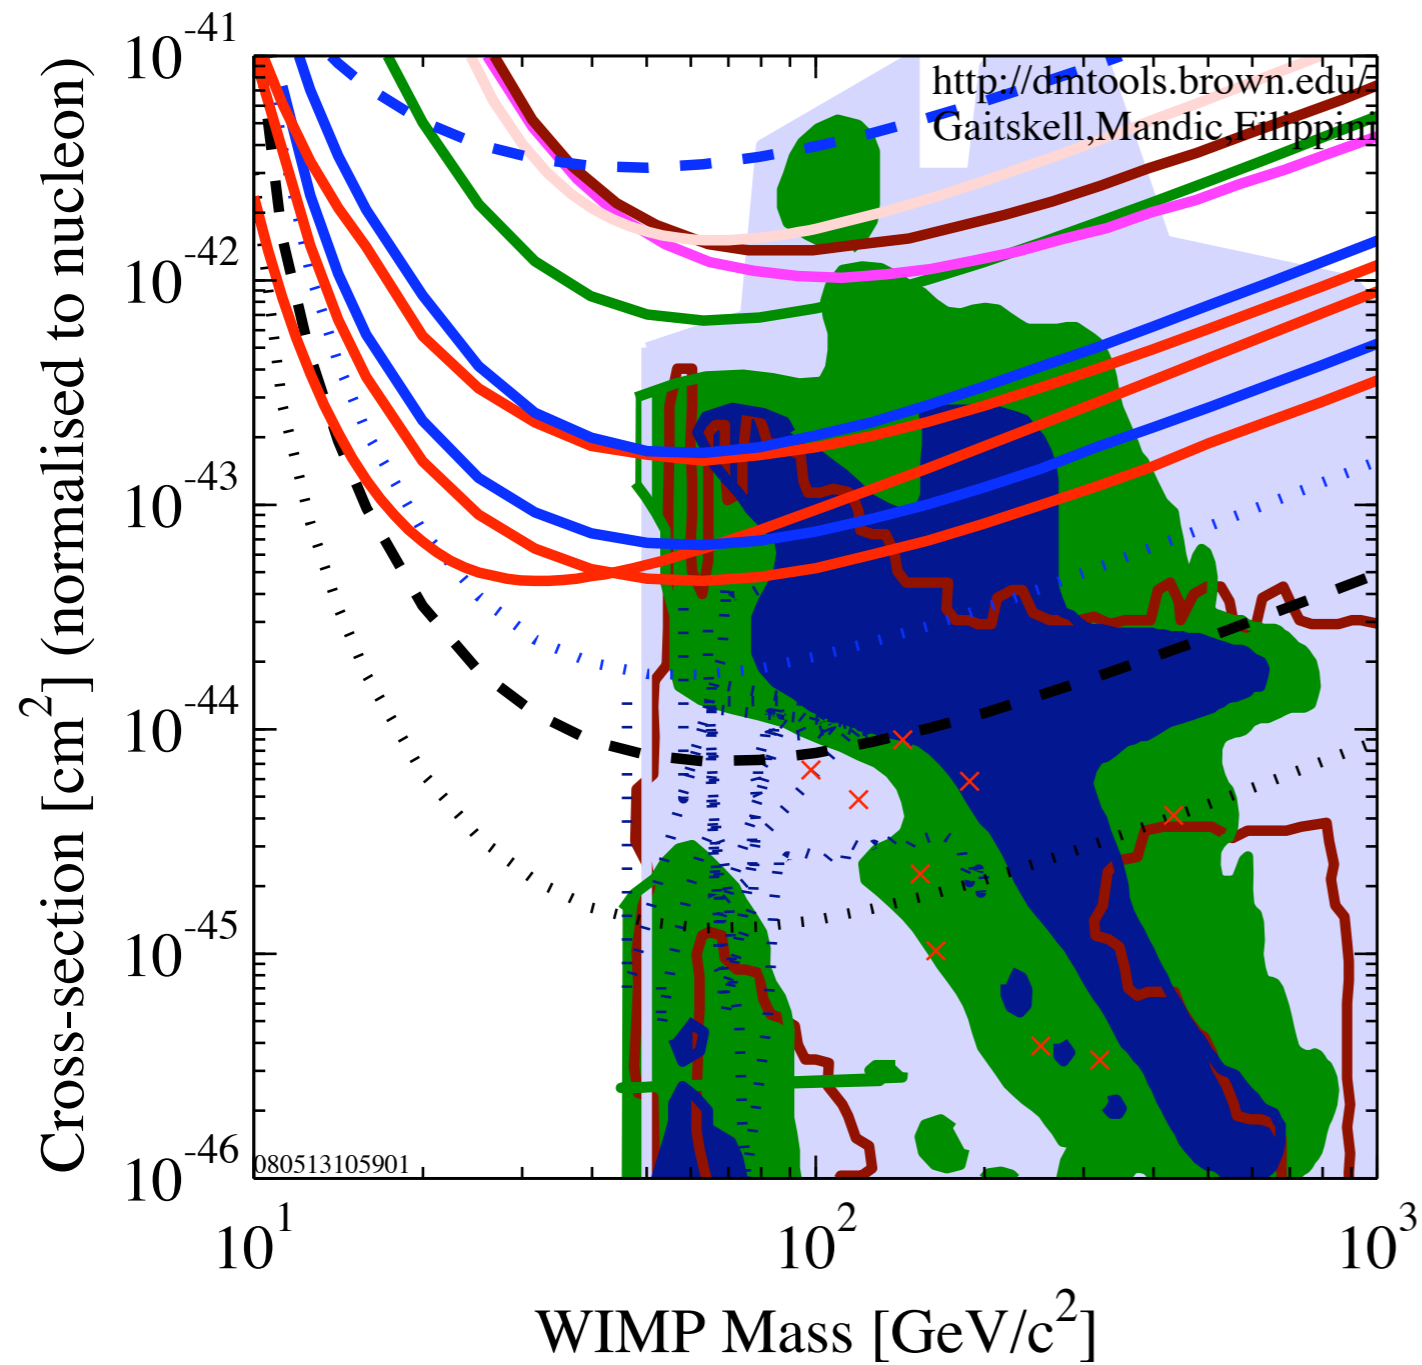 10^-41
http://dmtools.brown.edu/
Gaitskell,Mandic,Filippini
10^-42
10^-43
10^-44
10^-45
10^-46
Cross-section [cm^2] (normalised to nucleon)
080513105901
10^1
10^2
10^3
WIMP Mass [GeV/c^2]